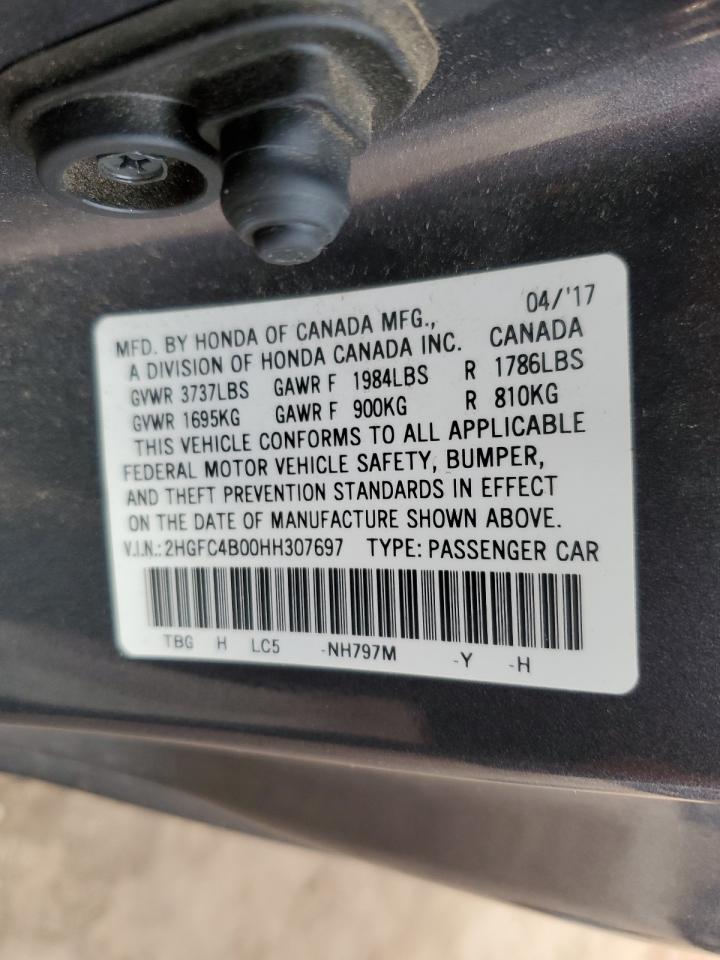 04/'17
MFD. BY HONDA OF CANADA MFG.,
A DIVISION OF HONDA CANADA INC. CANADA
GVWR 3737LBS GAWR F 1984LBS R 1786LBS
GVWR 1695KG GAWR F 900KG R 810KG
THIS VEHICLE CONFORMS TO ALL APPLICABLE
FEDERAL MOTOR VEHICLE SAFETY, BUMPER,
AND THEFT PREVENTION STANDARDS IN EFFECT
ON THE DATE OF MANUFACTURE SHOWN ABOVE.
V.I.N.: 2HGFC4B00HH307697 TYPE: PASSENGER CAR
TBG H LC5 -NH797M -Y -H